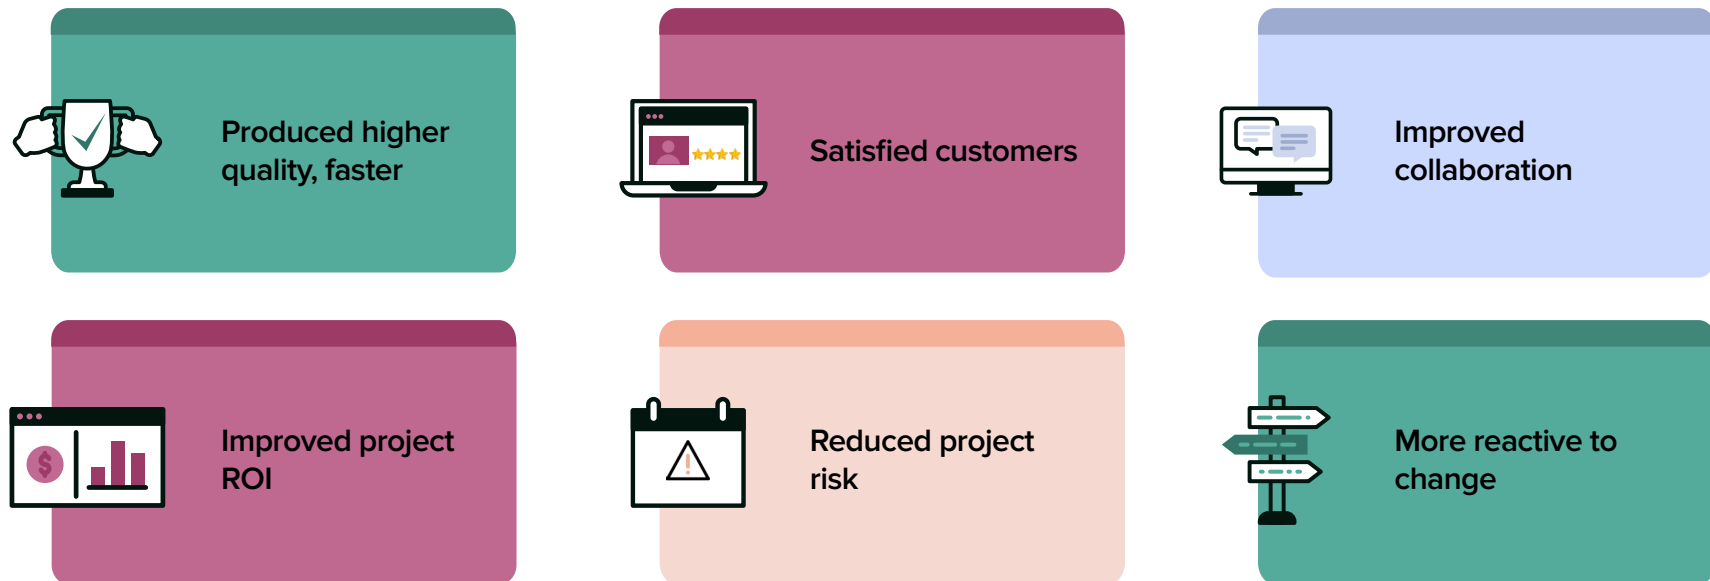 Produced higher
quality, faster
Satisfied customers
Improved
collaboration
Improved project
ROI
$
Reduced project
risk
!
More reactive to
change